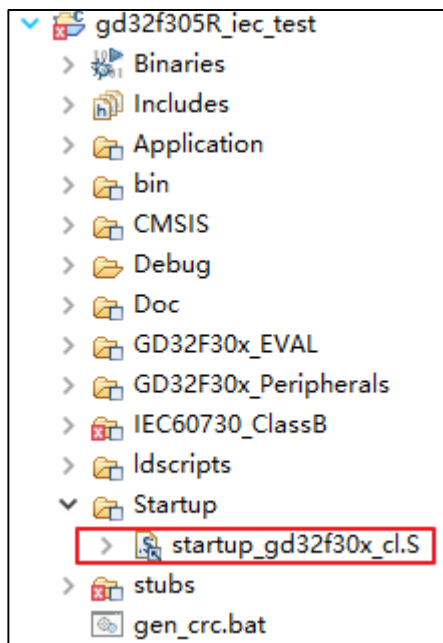 gd32f305R_iec_test
Binaries
Includes
Application
bin
CMSIS
Debug
Doc
GD32F30x_EVAL
GD32F30x_Peripherals
IEC60730_ClassB
ldscripts
Startup
startup_gd32f30x_cl.S
stubs
gen_crc.bat